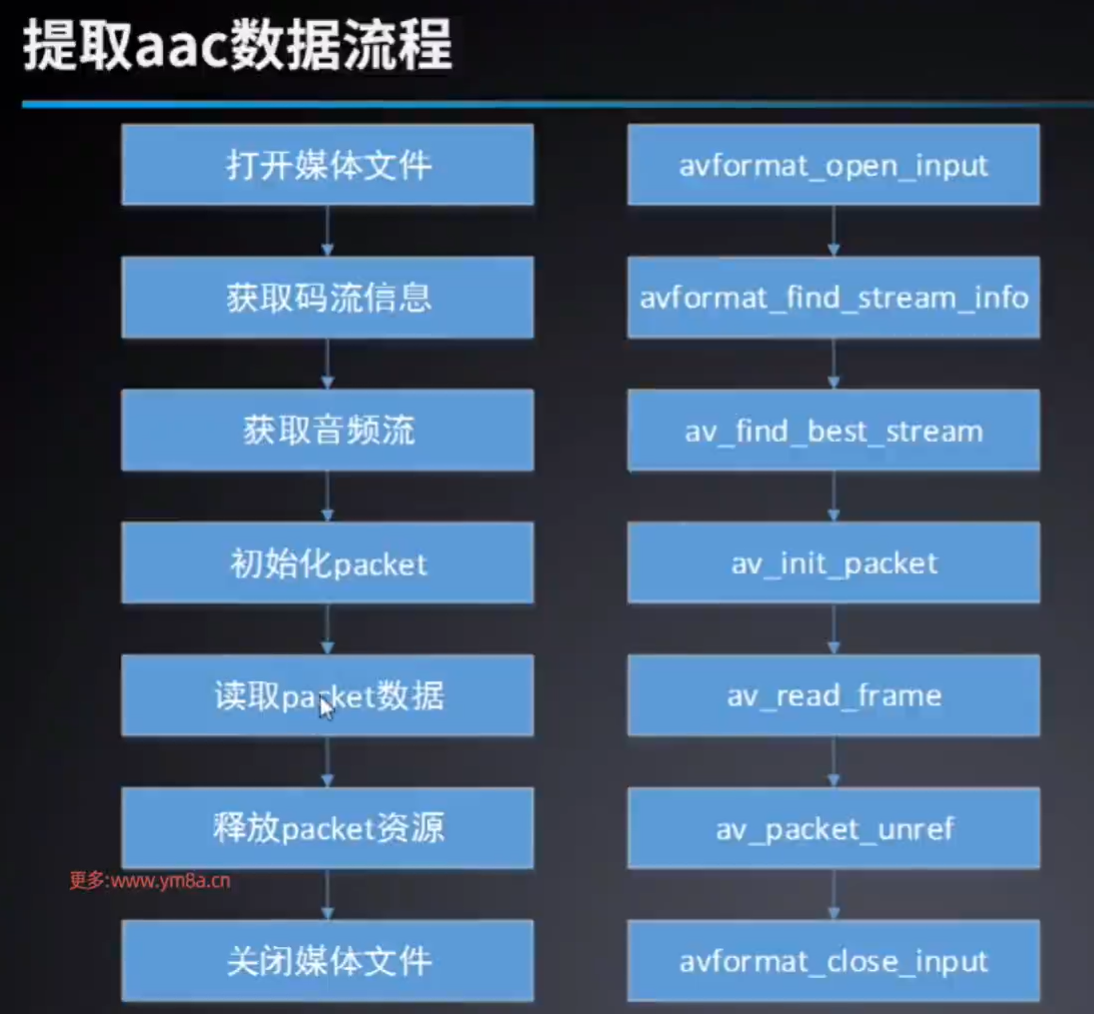 提取aac数据流程
打开媒体文件
avformat_open_input
获取码流信息
avformat_find_stream_info
获取音频流
av_find_best_stream
初始化packet
av_init_packet
读取packet数据
av_read_frame
释放packet资源
av_packet_unref
更多:www.ym8a.cn
关闭媒体文件
avformat_close_input